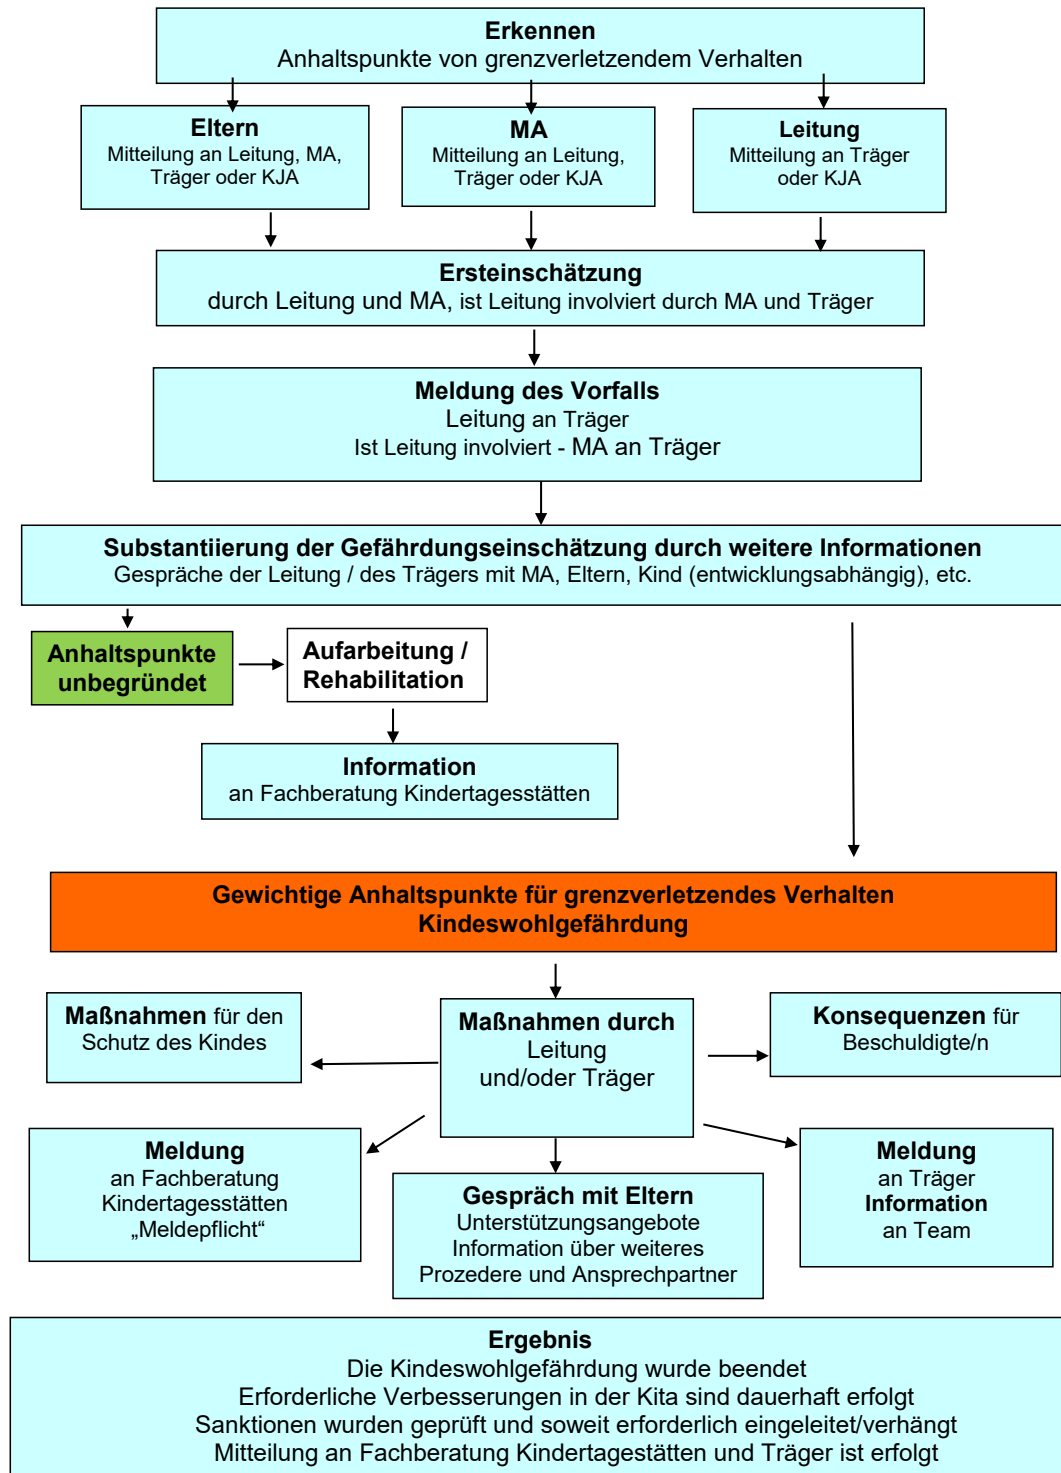 Erkennen
Anhaltspunkte von grenzverletzendem Verhalten
Eltern
Mitteilung an Leitung, MA,
Träger oder KJA
MA
Mitteilung an Leitung,
Träger oder KJA
Leitung
Mitteilung an Träger
oder KJA
Ersteinschätzung
durch Leitung und MA, ist Leitung involviert durch MA und Träger
Meldung des Vorfalls
Leitung an Träger
Ist Leitung involviert - MA an Träger
Substantiierung der Gefährdungseinschätzung durch weitere Informationen
Gespräche der Leitung / des Trägers mit MA, Eltern, Kind (entwicklungsabhängig), etc.
Anhaltspunkte
unbegründet
Aufarbeitung /
Rehabilitation
Information
an Fachberatung Kindertagesstätten
Gewichtige Anhaltspunkte für grenzverletzendes Verhalten
Kindeswohlgefährdung
Maßnahmen für den
Schutz des Kindes
Maßnahmen durch
Leitung
und/oder Träger
Konsequenzen für
Beschuldigte/n
Meldung
an Fachberatung
Kindertagesstätten
„Meldepflicht“
Gespräch mit Eltern
Unterstützungsangebote
Information über weiteres
Prozedere und Ansprechpartner
Meldung
an Träger
Information
an Team
Ergebnis
Die Kindeswohlgefährdung wurde beendet
Erforderliche Verbesserungen in der Kita sind dauerhaft erfolgt
Sanktionen wurden geprüft und soweit erforderlich eingeleitet/verhängt
Mitteilung an Fachberatung Kindertagestätten und Träger ist erfolgt